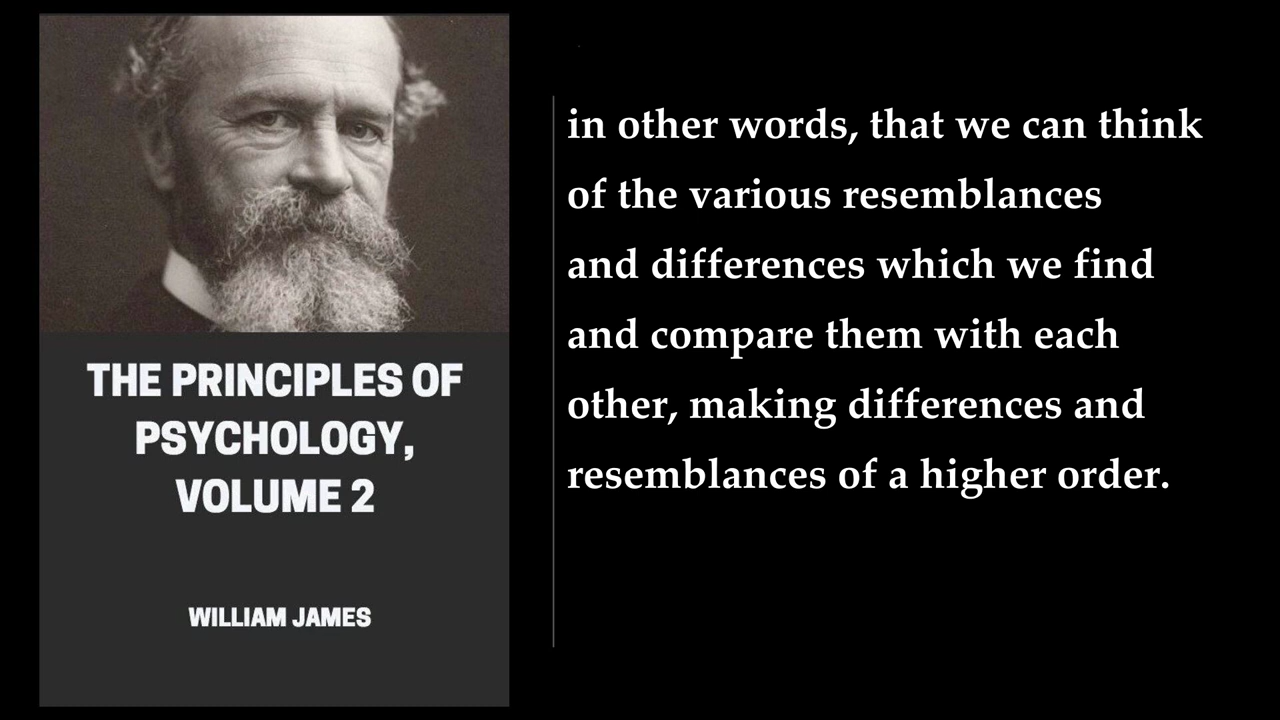 THE PRINCIPLES OF
PSYCHOLOGY,
VOLUME 2
WILLIAM JAMES
in other words, that we can think
of the various resemblances
and differences which we find
and compare them with each
other, making differences and
resemblances of a higher order.